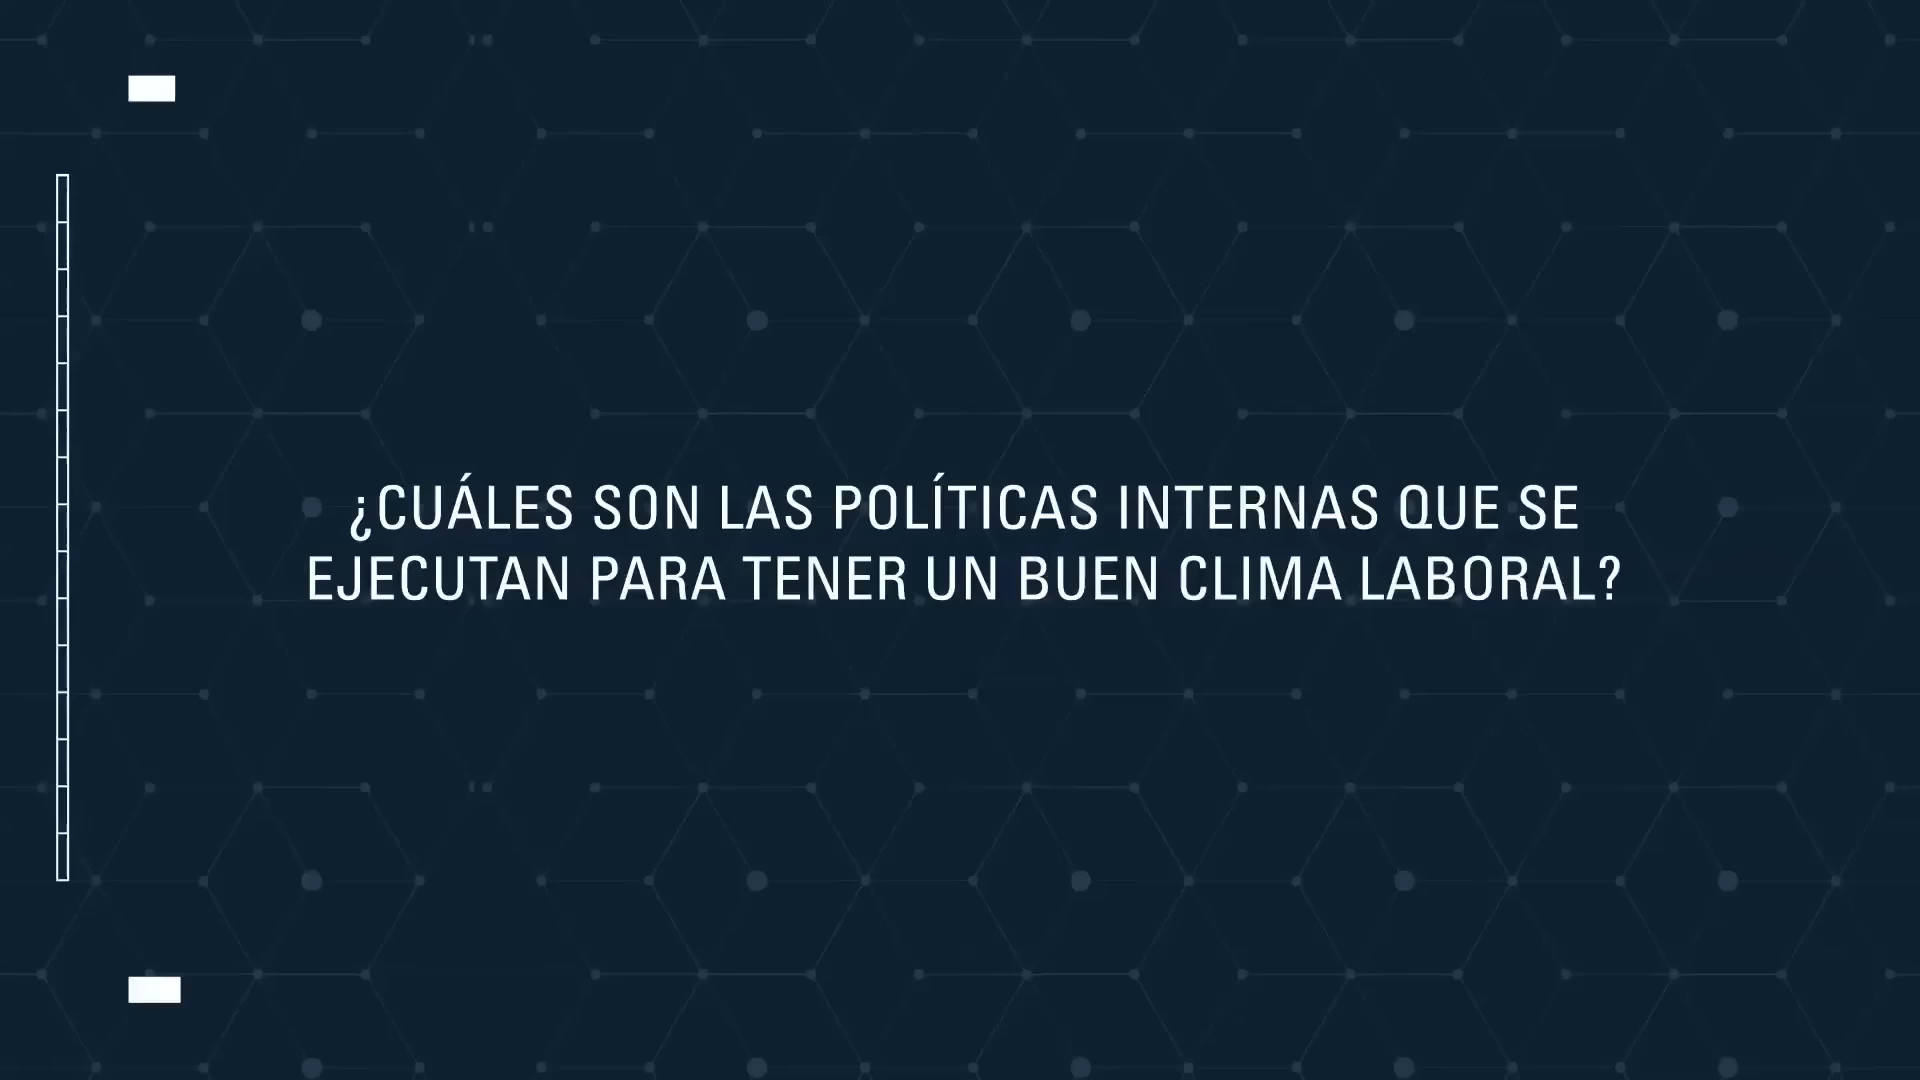 ¿CUÁLES SON LAS POLÍTICAS INTERNAS QUE SE
EJECUTAN PARA TENER UN BUEN CLIMA LABORAL?